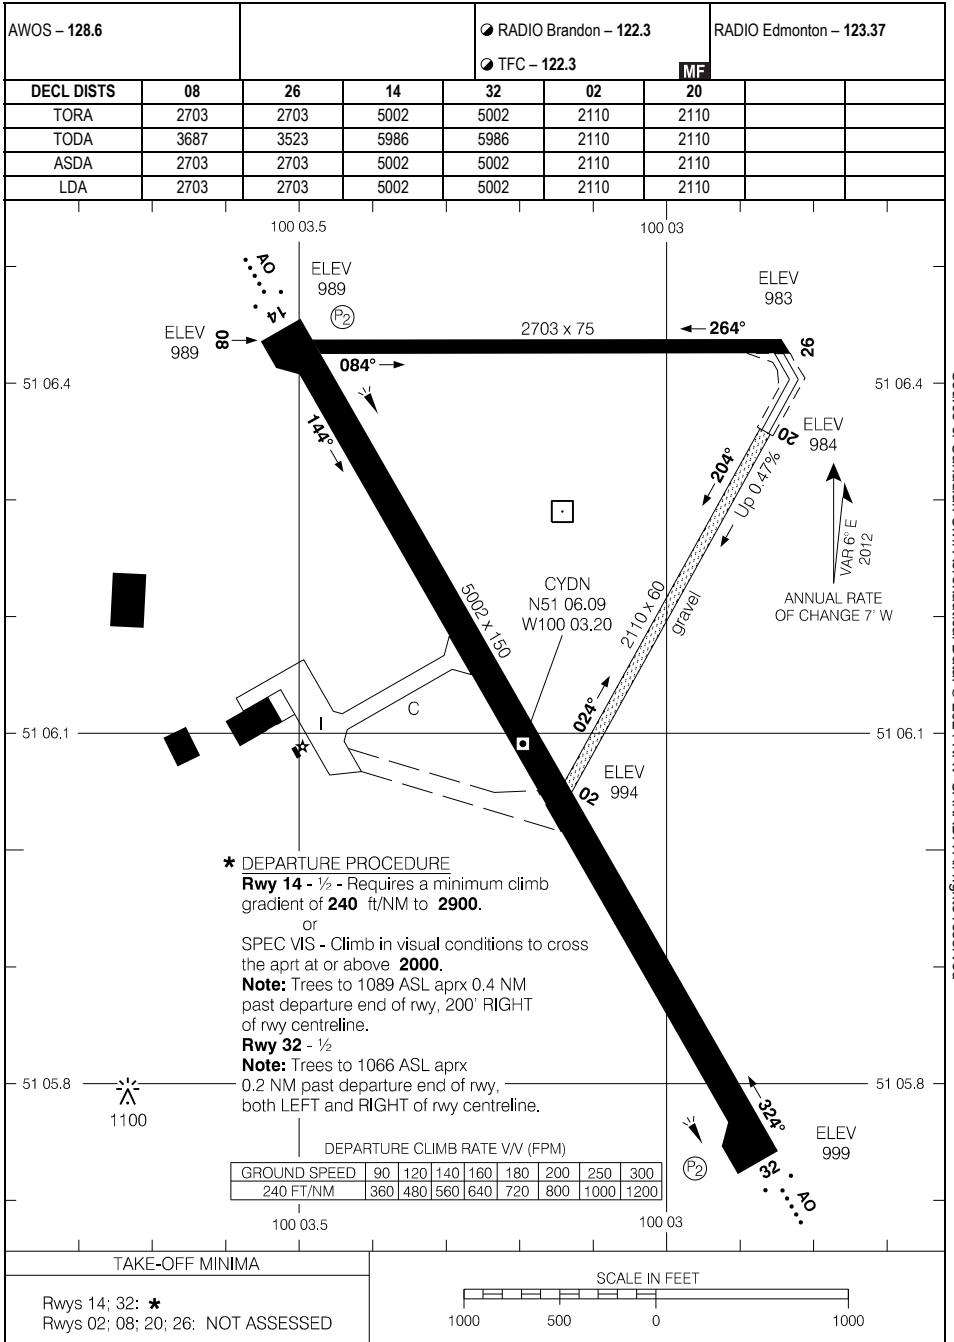 AWOS – 128.6
RADIO Brandon – 122.3
RADIO Edmonton – 123.37
TFC – 122.3
MF
DECL DISTS 08 26 14 32 02 20
TORA 2703 2703 5002 5002 2110 2110
TODA 3687 3523 5986 5986 2110 2110
ASDA 2703 2703 5002 5002 2110 2110
LDA 2703 2703 5002 5002 2110 2110
100 03.5
100 03
AO
ELEV
989
14
P2
ELEV
989
08
2703 x 75
264°
ELEV
983
26
084°
51 06.4
51 06.4
144°
20
ELEV
984
204°
Up 0.47%
VAR 6° E
2012
ANNUAL RATE
OF CHANGE 7' W
CYDN
N51 06.09
W100 03.20
5002 x 150
2110 x 60
gravel
024°
I
C
51 06.1
51 06.1
02
ELEV
994
* DEPARTURE PROCEDURE
Rwy 14 - ½ - Requires a minimum climb
gradient of 240 ft/NM to 2900.
or
SPEC VIS - Climb in visual conditions to cross
the aprt at or above 2000.
Note: Trees to 1089 ASL aprx 0.4 NM
past departure end of rwy, 200' RIGHT
of rwy centreline.
Rwy 32 - ½
Note: Trees to 1066 ASL aprx
0.2 NM past departure end of rwy,
both LEFT and RIGHT of rwy centreline.
51 05.8
51 05.8
1100
324°
ELEV
999
P2
32
AO
DEPARTURE CLIMB RATE V/V (FPM)
GROUND SPEED 90 120 140 160 180 200 250 300
240 FT/NM 360 480 560 640 720 800 1000 1200
100 03.5
100 03
TAKE-OFF MINIMA
Rwys 14; 32: *
Rwys 02; 08; 20; 26: NOT ASSESSED
SCALE IN FEET
1000 500 0 1000